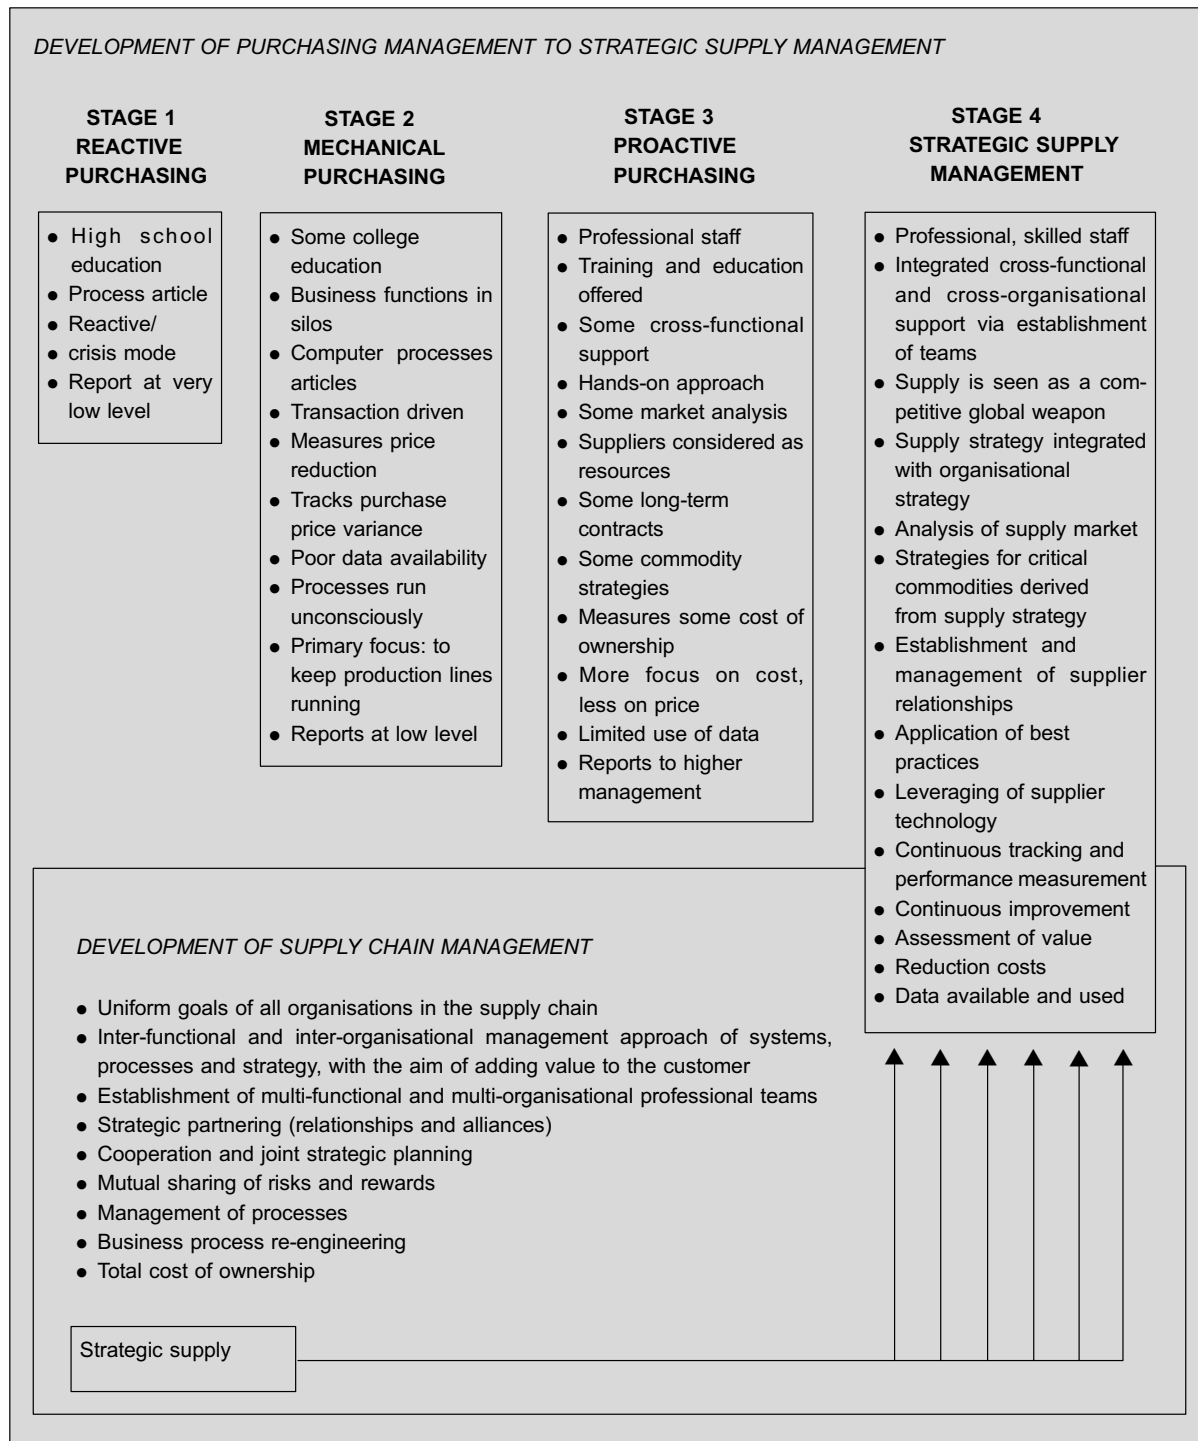 DEVELOPMENT OF PURCHASING MANAGEMENT TO STRATEGIC SUPPLY MANAGEMENT
STAGE 1
REACTIVE
PURCHASING
● High school
education
● Process article
● Reactive/
● crisis mode
● Report at very
low level
STAGE 2
MECHANICAL
PURCHASING
● Some college
education
● Business functions in
silos
● Computer processes
articles
● Transaction driven
● Measures price
reduction
● Tracks purchase
price variance
● Poor data availability
● Processes run
unconsciously
● Primary focus: to
keep production lines
running
● Reports at low level
STAGE 3
PROACTIVE
PURCHASING
● Professional staff
● Training and education
offered
● Some cross-functional
support
● Hands-on approach
● Some market analysis
● Suppliers considered as
resources
● Some long-term
contracts
● Some commodity
strategies
● Measures some cost of
ownership
● More focus on cost,
less on price
● Limited use of data
● Reports to higher
management
STAGE 4
STRATEGIC SUPPLY
MANAGEMENT
● Professional, skilled staff
● Integrated cross-functional
and cross-organisational
support via establishment
of teams
● Supply is seen as a com-
petitive global weapon
● Supply strategy integrated
with organisational
strategy
● Analysis of supply market
● Strategies for critical
commodities derived
from supply strategy
● Establishment and
management of supplier
relationships
● Application of best
practices
● Leveraging of supplier
technology
● Continuous tracking and
performance measurement
● Continuous improvement
● Assessment of value
● Reduction costs
● Data available and used
DEVELOPMENT OF SUPPLY CHAIN MANAGEMENT
● Uniform goals of all organisations in the supply chain
● Inter-functional and inter-organisational management approach of systems,
processes and strategy, with the aim of adding value to the customer
● Establishment of multi-functional and multi-organisational professional teams
● Strategic partnering (relationships and alliances)
● Cooperation and joint strategic planning
● Mutual sharing of risks and rewards
● Management of processes
● Business process re-engineering
● Total cost of ownership
Strategic supply